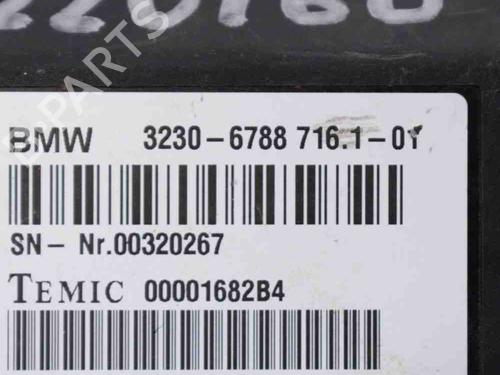 BMW 3230-6788 716.1-01
SN- Nr.00320267
TEMIC 00001682B4